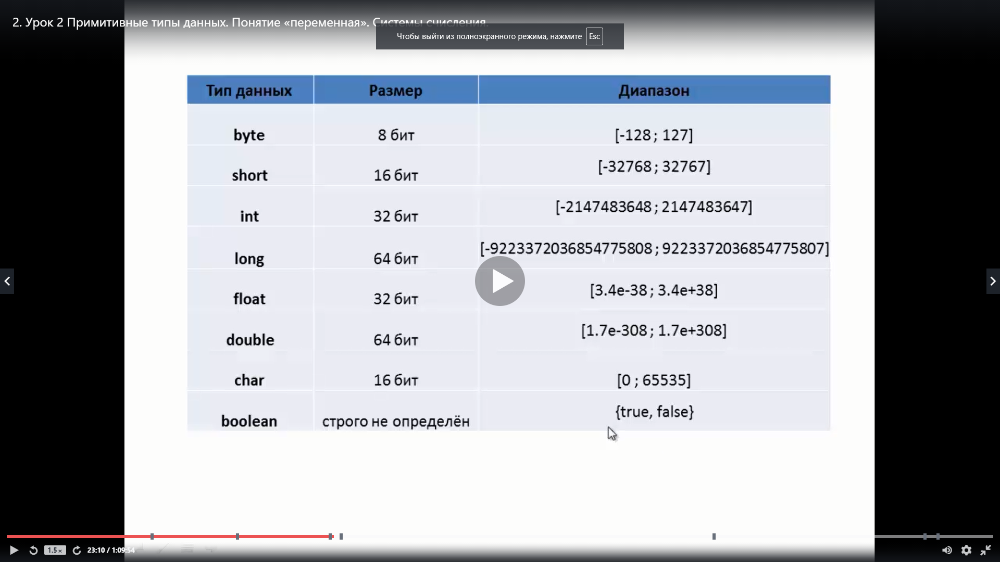 2. Урок 2 Примитивные типы данных. Понятие «переменная». Системы счисления.
Чтобы выйти из полноэкранного режима, нажмите Esc
Тип данных Размер Диапазон
byte 8 бит [-128 ; 127]
short 16 бит [-32768 ; 32767]
int 32 бит [-2147483648 ; 2147483647]
long 64 бит [-9223372036854775808 ; 9223372036854775807]
float 32 бит [3.4e-38 ; 3.4e+38]
double 64 бит [1.7e-308 ; 1.7e+308]
char 16 бит [0 ; 65535]
boolean строго не определён {true, false}
1.5× 23:10 / 1:09:54